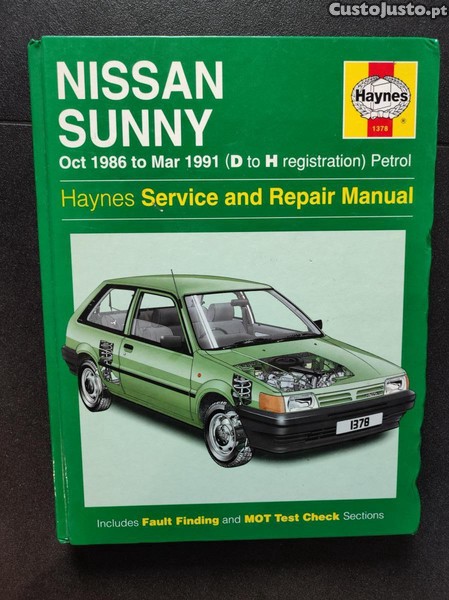 CustoJusto.pt
NISSAN
SUNNY
Oct 1986 to Mar 1991 (D to H registration) Petrol
Haynes
®
1378
Haynes Service and Repair Manual
1378
Includes Fault Finding and MOT Test Check Sections